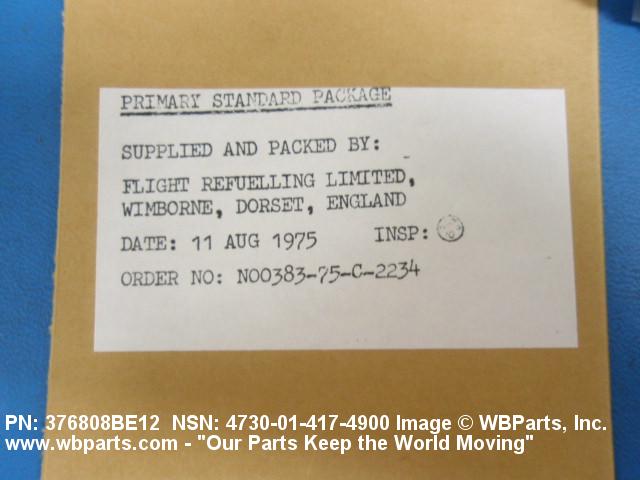 PRIMARY STANDARD PACKAGE
SUPPLIED AND PACKED BY:
FLIGHT REFUELLING LIMITED,
WIMBORNE, DORSET, ENGLAND
DATE: 11 AUG 1975 INSP:
ORDER NO: N00383-75-C-2234
PN: 376808BE12 NSN: 4730-01-417-4900 Image © WBParts, Inc.
www.wbparts.com - "Our Parts Keep the World Moving"